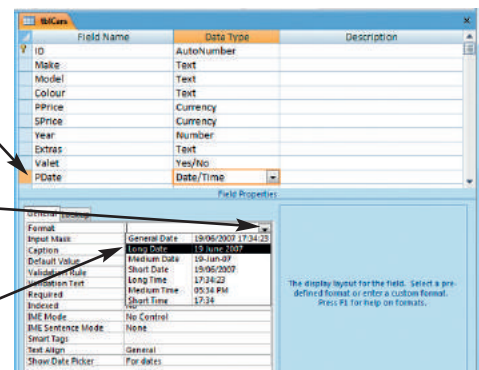 tblCars
Field Name Data Type Description
ID AutoNumber
Make Text
Model Text
Colour Text
PPrice Currency
SPrice Currency
Year Number
Extras Text
Valet Yes/No
PDate Date/Time
Field Properties
General Lookup
Format
Input Mask General Date 19/06/2007 17:34:23
Caption Long Date 19 June 2007
Default Value Medium Date 19-Jun-07
Validation Rule Short Date 19/06/2007
Validation Text Long Time 17:34:23
Required Medium Time 05:34 PM
Indexed No Short Time 17:34
IME Mode No Control
IME Sentence Mode None
Smart Tags
Text Align General
Show Date Picker For dates
The display layout for the field. Select a pre-
defined format or enter a custom format.
Press F1 for help on formats.